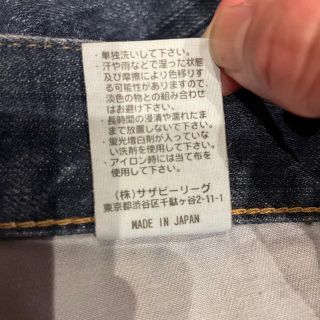 ・単独洗いして下さい。
・汗や雨などで湿った状態
及び摩擦により色移りす
る可能性がありますので、
淡色の物との組み合わせ
はお避け下さい。
・長時間の浸漬や濡れたま
まで放置しないで下さい。
・蛍光増白剤が入っていな
い洗剤を使用して下さい。
・アイロン時には当て布を
使用して下さい。
(株)サザビーリーグ
東京都渋谷区千駄ヶ谷2-11-1
MADE IN JAPAN